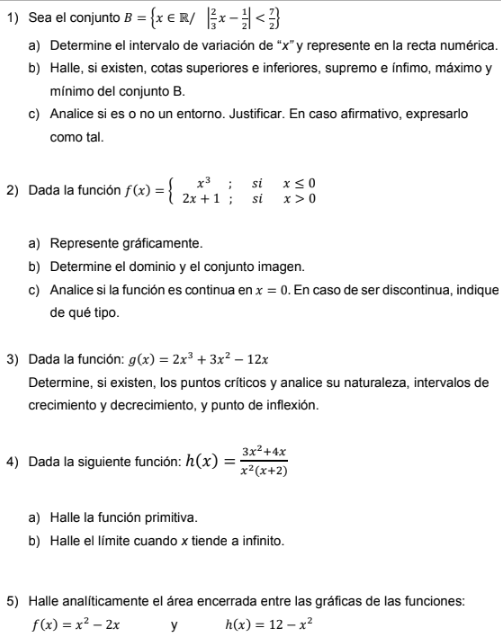 1) Sea el conjunto B = {x ∈ ℝ/ |2/3 x − 1/2| < 7/2}
a) Determine el intervalo de variación de “x” y represente en la recta numérica.
b) Halle, si existen, cotas superiores e inferiores, supremo e ínfimo, máximo y
mínimo del conjunto B.
c) Analice si es o no un entorno. Justificar. En caso afirmativo, expresarlo
como tal.
2) Dada la función f(x) = { x³ ; si x ≤ 0
2x + 1 ; si x > 0
a) Represente gráficamente.
b) Determine el dominio y el conjunto imagen.
c) Analice si la función es continua en x = 0. En caso de ser discontinua, indique
de qué tipo.
3) Dada la función: g(x) = 2x³ + 3x² − 12x
Determine, si existen, los puntos críticos y analice su naturaleza, intervalos de
crecimiento y decrecimiento, y punto de inflexión.
4) Dada la siguiente función: h(x) = (3x²+4x)/(x²(x+2))
a) Halle la función primitiva.
b) Halle el límite cuando x tiende a infinito.
5) Halle analíticamente el área encerrada entre las gráficas de las funciones:
f(x) = x² − 2x y h(x) = 12 − x²